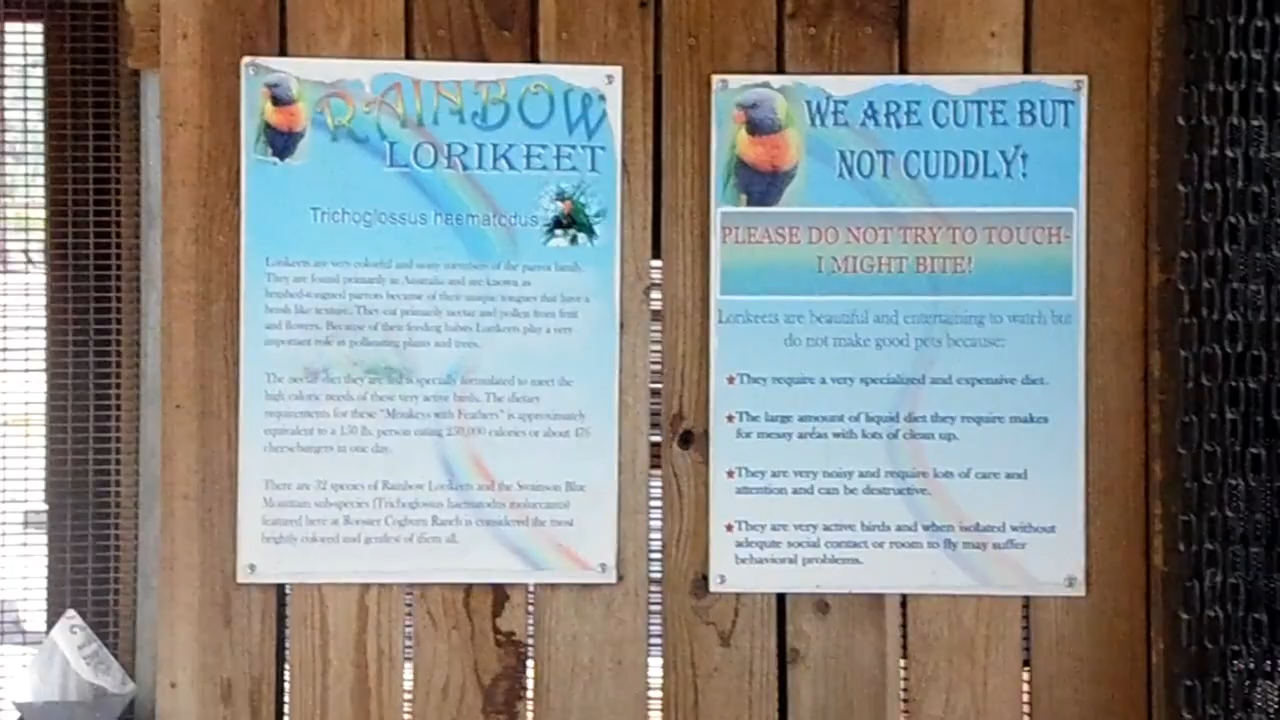 RAINBOW
LORIKEET
Trichoglossus haematodus
Lorikeets are very colorful and noisy members of the parrot family.
They are found primarily in Australia and are known as
brushed-tongued parrots because of their unique tongues that have a
brush like texture. They eat primarily nectar and pollen from fruit
and flowers. Because of their feeding habits Lorikeets play a very
important role in pollenating plants and trees.
The nectar diet they are fed is specially formulated to meet the
high caloric needs of these very active birds. The dietary
requirements for these "Monkeys with Feathers" is approximately
equivalent to a 150 lb. person eating 250,000 calories or about 476
cheeseburgers in one day.
There are 32 species of Rainbow Lorikeets and the Swainson Blue
Mountain sub-species (Trichoglossus haematodus moluccanus)
featured here at Rooster Cogburn Ranch is considered the most
brightly colored and gentlest of them all.
WE ARE CUTE BUT
NOT CUDDLY!
PLEASE DO NOT TRY TO TOUCH-
I MIGHT BITE!
Lorikeets are beautiful and entertaining to watch but
do not make good pets because:
★They require a very specialized and expensive diet.
★The large amount of liquid diet they require makes
for messy areas with lots of clean up.
★They are very noisy and require lots of care and
attention and can be destructive.
★They are very active birds and when isolated without
adequte social contact or room to fly may suffer
behavioral problems.